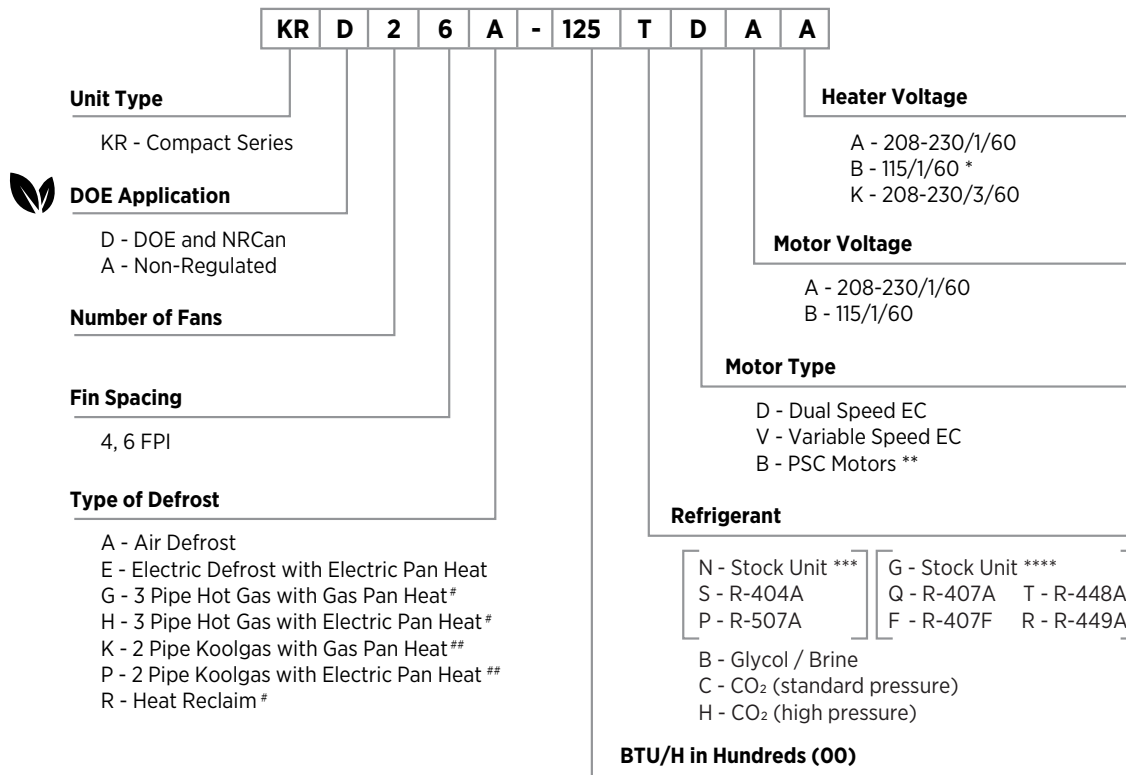 KR D 2 6 A - 125 T D A A
Unit Type
KR - Compact Series
DOE Application
D - DOE and NRCan
A - Non-Regulated
Number of Fans
Fin Spacing
4, 6 FPI
Type of Defrost
A - Air Defrost
E - Electric Defrost with Electric Pan Heat
G - 3 Pipe Hot Gas with Gas Pan Heat #
H - 3 Pipe Hot Gas with Electric Pan Heat #
K - 2 Pipe Koolgas with Gas Pan Heat ##
P - 2 Pipe Koolgas with Electric Pan Heat ##
R - Heat Reclaim #
Heater Voltage
A - 208-230/1/60
B - 115/1/60 *
K - 208-230/3/60
Motor Voltage
A - 208-230/1/60
B - 115/1/60
Motor Type
D - Dual Speed EC
V - Variable Speed EC
B - PSC Motors **
Refrigerant
N - Stock Unit ***
S - R-404A
P - R-507A
G - Stock Unit ****
Q - R-407A T - R-448A
F - R-407F R - R-449A
B - Glycol / Brine
C - CO₂ (standard pressure)
H - CO₂ (high pressure)
BTU/H in Hundreds (00)